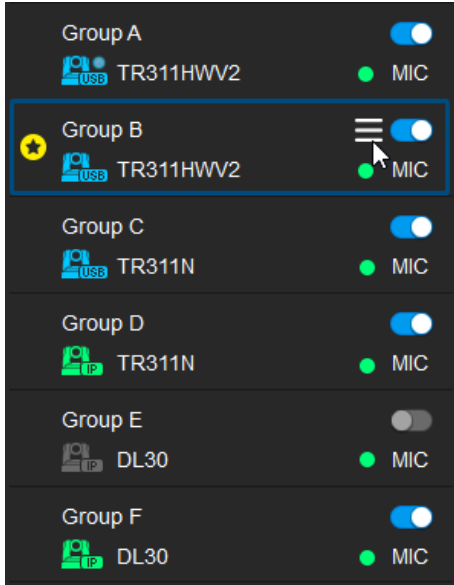 Group A
USB TR311HWV2 MIC
Group B
USB TR311HWV2 MIC
Group C
USB TR311N MIC
Group D
IP TR311N MIC
Group E
IP DL30 MIC
Group F
IP DL30 MIC